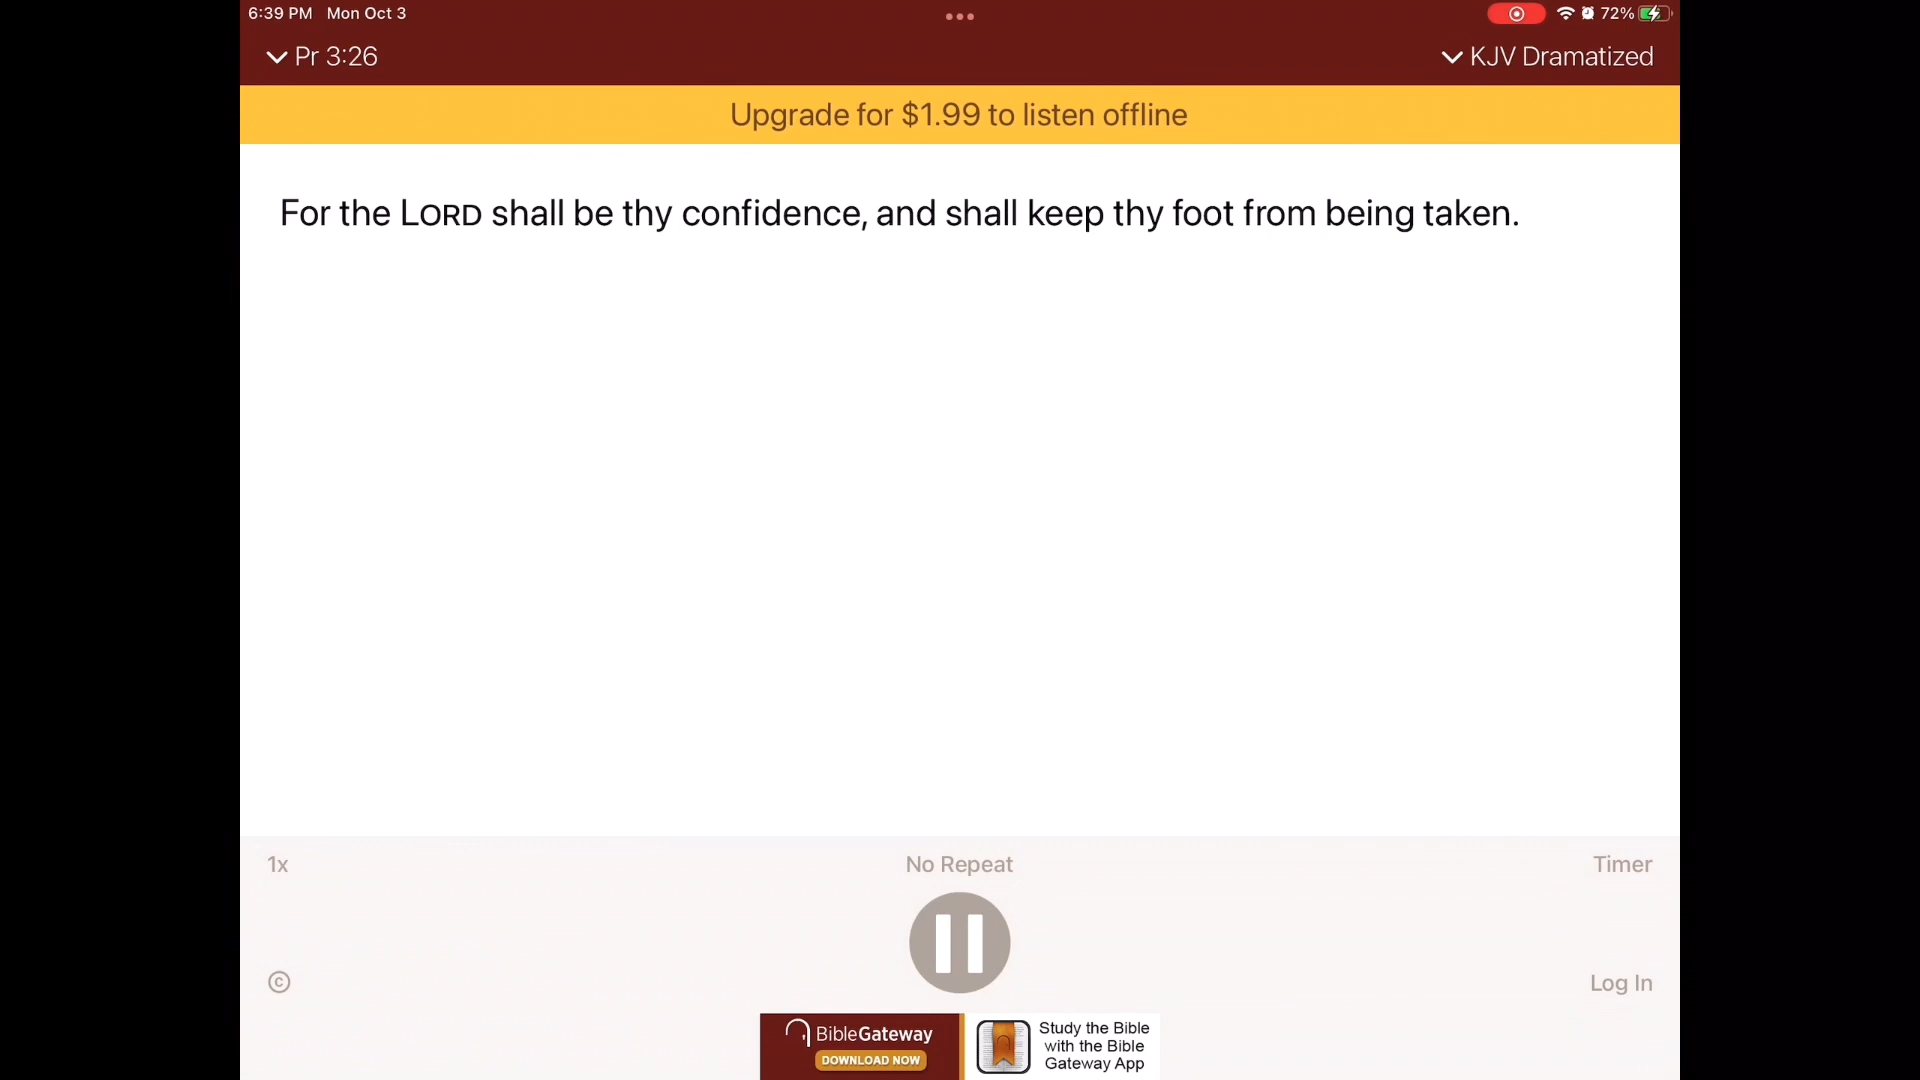 6:39 PM Mon Oct 3
72%
Pr 3:26
KJV Dramatized
Upgrade for $1.99 to listen offline
For the LORD shall be thy confidence, and shall keep thy foot from being taken.
1x
No Repeat
Timer
©
Log In
BibleGateway
DOWNLOAD NOW
Study the Bible
with the Bible
Gateway App